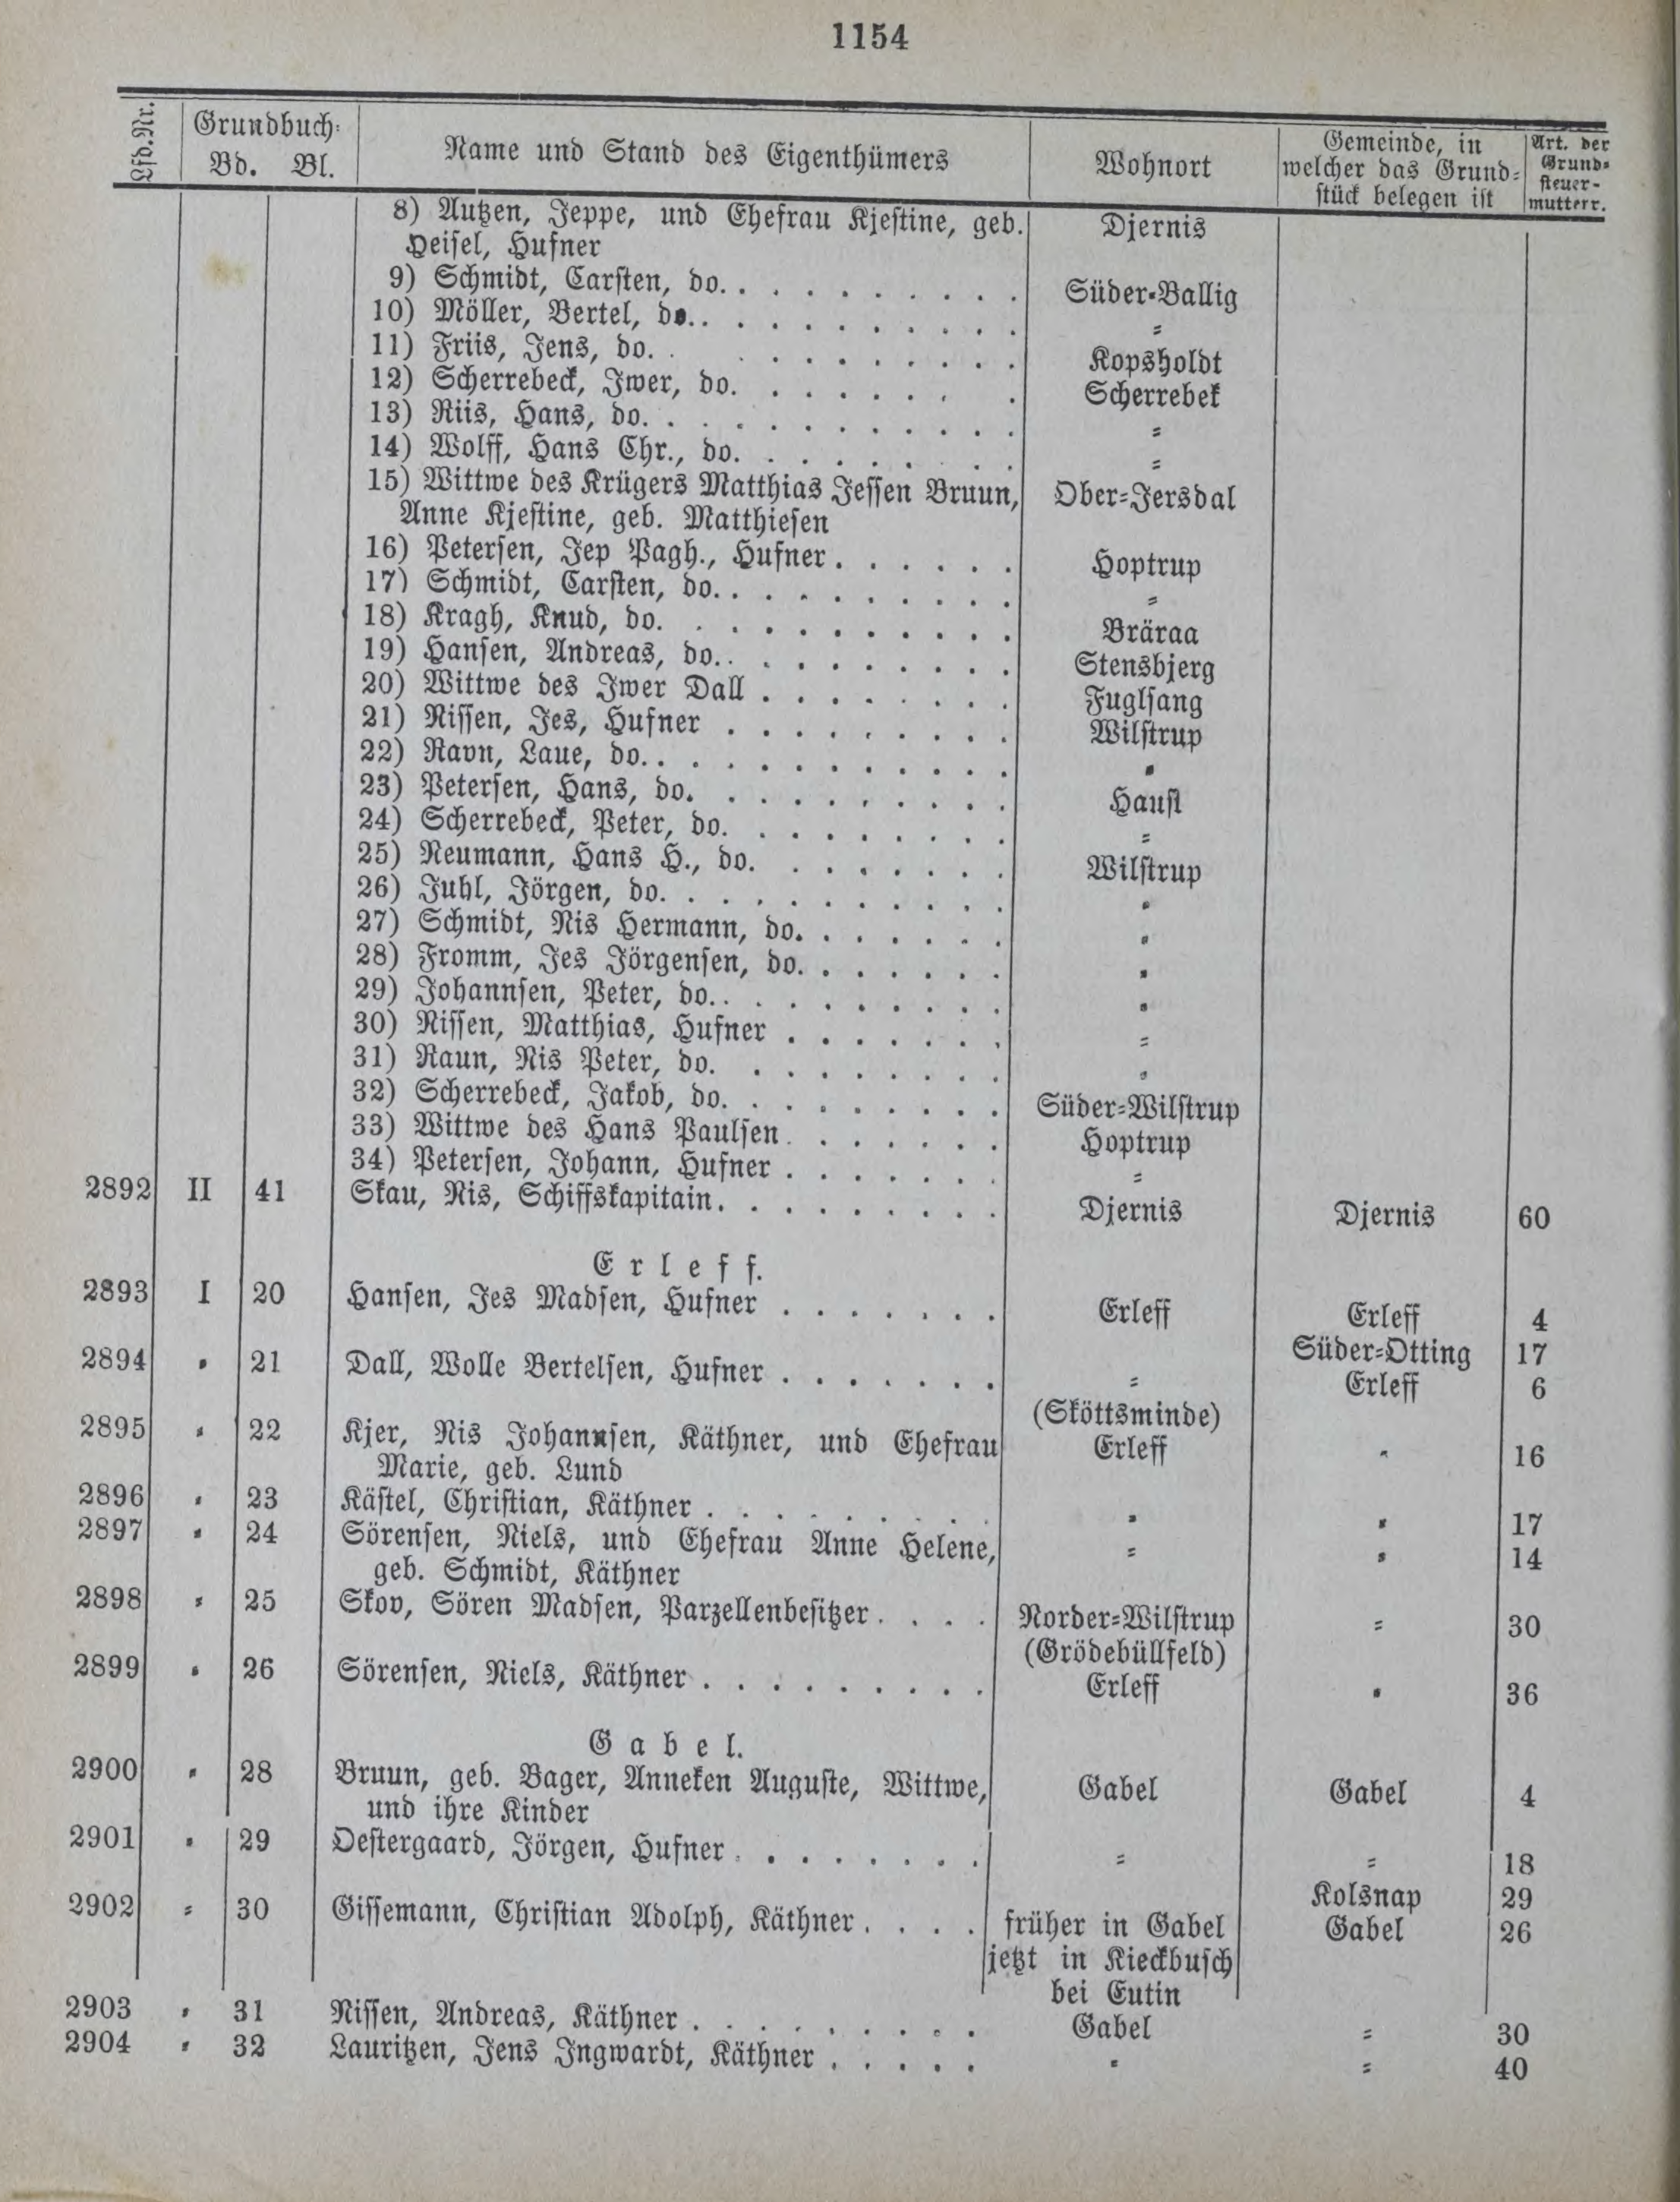 1154
Lfd. Nr. Grundbuch- Name und Stand des Eigenthümers Wohnort Gemeinde, in Art. der
Bd. Bl. welcher das Grund- Grund-
stück belegen ist steuer-
mutterr.
8) Autzen, Jeppe, und Ehefrau Kjestine, geb. Djernis
Heisel, Hufner
9) Schmidt, Carsten, do. . . . . . . . . . Süder-Ballig
10) Möller, Bertel, do. . . . . . . . . . . =
11) Friis, Jens, do. . . . . . . . . . Kopsholdt
12) Scherrebeck, Iwer, do. . . . . . . . Scherrebek
13) Riis, Hans, do. . . . . . . . . . . . =
14) Wolff, Hans Chr., do. . . . . . . . . =
15) Wittwe des Krügers Matthias Jessen Bruun, Ober-Jersdal
Anne Kjestine, geb. Matthiesen
16) Petersen, Jep Pagh., Hufner . . . . . . Hoptrup
17) Schmidt, Carsten, do. . . . . . . . . . =
18) Kragh, Knud, do. . . . . . . . . . . Bräraa
19) Hansen, Andreas, do. . . . . . . . . . Stensbjerg
20) Wittwe des Iwer Dall . . . . . . . . Fuglsang
21) Nissen, Jes, Hufner . . . . . . . . . Wilstrup
22) Ravn, Laue, do. . . . . . . . . . . . =
23) Petersen, Hans, do. . . . . . . . . . Haust
24) Scherrebeck, Peter, do. . . . . . . . . =
25) Neumann, Hans H., do. . . . . . . . Wilstrup
26) Juhl, Jörgen, do. . . . . . . . . . . =
27) Schmidt, Nis Hermann, do. . . . . . . =
28) Fromm, Jes Jörgensen, do. . . . . . . =
29) Johannsen, Peter, do. . . . . . . . . . =
30) Nissen, Matthias, Hufner . . . . . . . =
31) Raun, Nis Peter, do. . . . . . . . . =
32) Scherrebeck, Jakob, do. . . . . . . . . Süder-Wilstrup
33) Wittwe des Hans Paulsen . . . . . . . Hoptrup
34) Petersen, Johann, Hufner . . . . . . . =
2892 II 41 Skau, Nis, Schiffskapitain. . . . . . . . . Djernis Djernis 60
Erleff.
2893 I 20 Hansen, Jes Madsen, Hufner . . . . . . . Erleff Erleff 4
Süder-Otting 17
2894 = 21 Dall, Wolle Bertelsen, Hufner . . . . . . . = Erleff 6
(Sköttsminde)
2895 = 22 Kjer, Nis Johannsen, Käthner, und Ehefrau Erleff = 16
Marie, geb. Lund
2896 = 23 Kästel, Christian, Käthner . . . . . . . . . = = 17
2897 = 24 Sörensen, Niels, und Ehefrau Anne Helene, = = 14
geb. Schmidt, Käthner
2898 = 25 Skov, Sören Madsen, Parzellenbesitzer . . . . Norder-Wilstrup = 30
(Grödebüllfeld)
2899 = 26 Sörensen, Niels, Käthner . . . . . . . . . Erleff = 36
Gabel.
2900 = 28 Bruun, geb. Bager, Anneken Auguste, Wittwe, Gabel Gabel 4
und ihre Kinder
2901 = 29 Oestergaard, Jörgen, Hufner . . . . . . . . = = 18
Kolsnap 29
2902 = 30 Gissemann, Christian Adolph, Käthner . . . . früher in Gabel Gabel 26
jetzt in Kieckbusch
bei Eutin
2903 = 31 Nissen, Andreas, Käthner . . . . . . . . . Gabel = 30
2904 = 32 Lauritzen, Jens Ingwardt, Käthner . . . . . = = 40